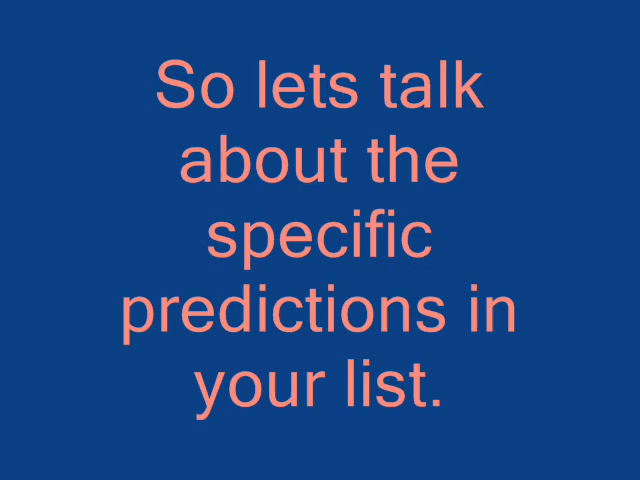 So lets talk
about the
specific
predictions in
your list.